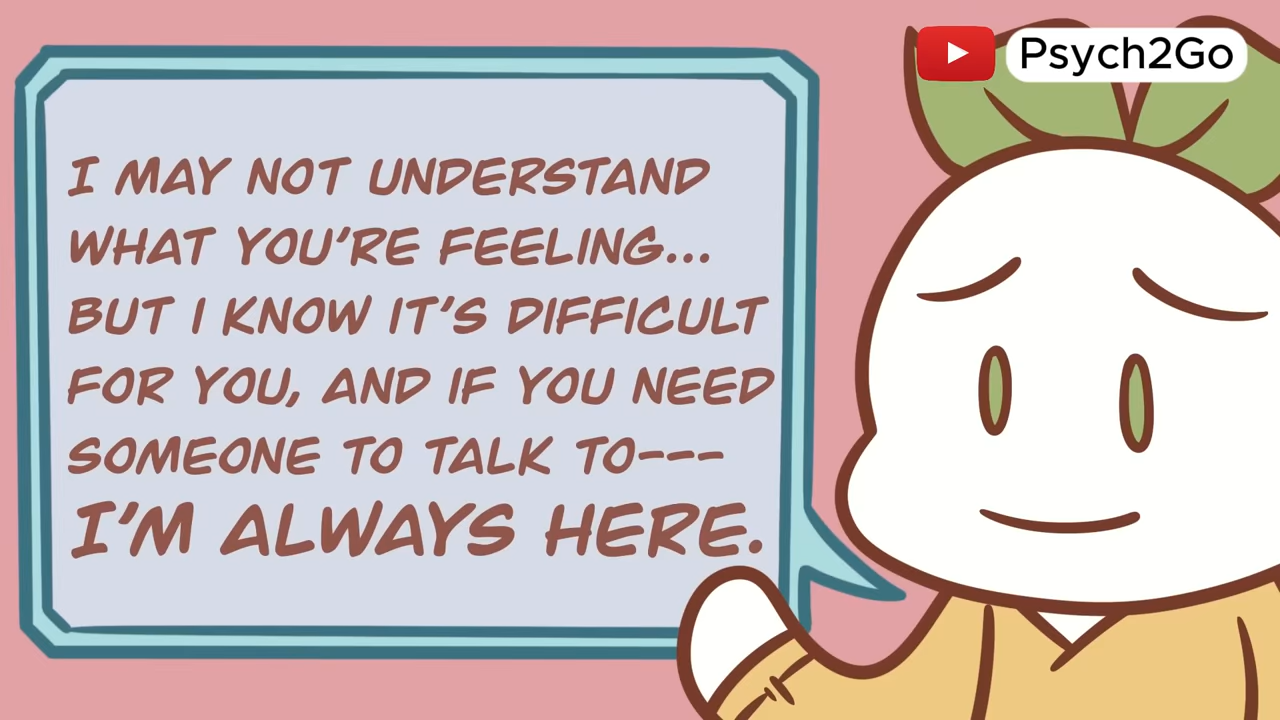 Psych2Go
I MAY NOT UNDERSTAND
WHAT YOU'RE FEELING...
BUT I KNOW IT'S DIFFICULT
FOR YOU, AND IF YOU NEED
SOMEONE TO TALK TO---
I'M ALWAYS HERE.